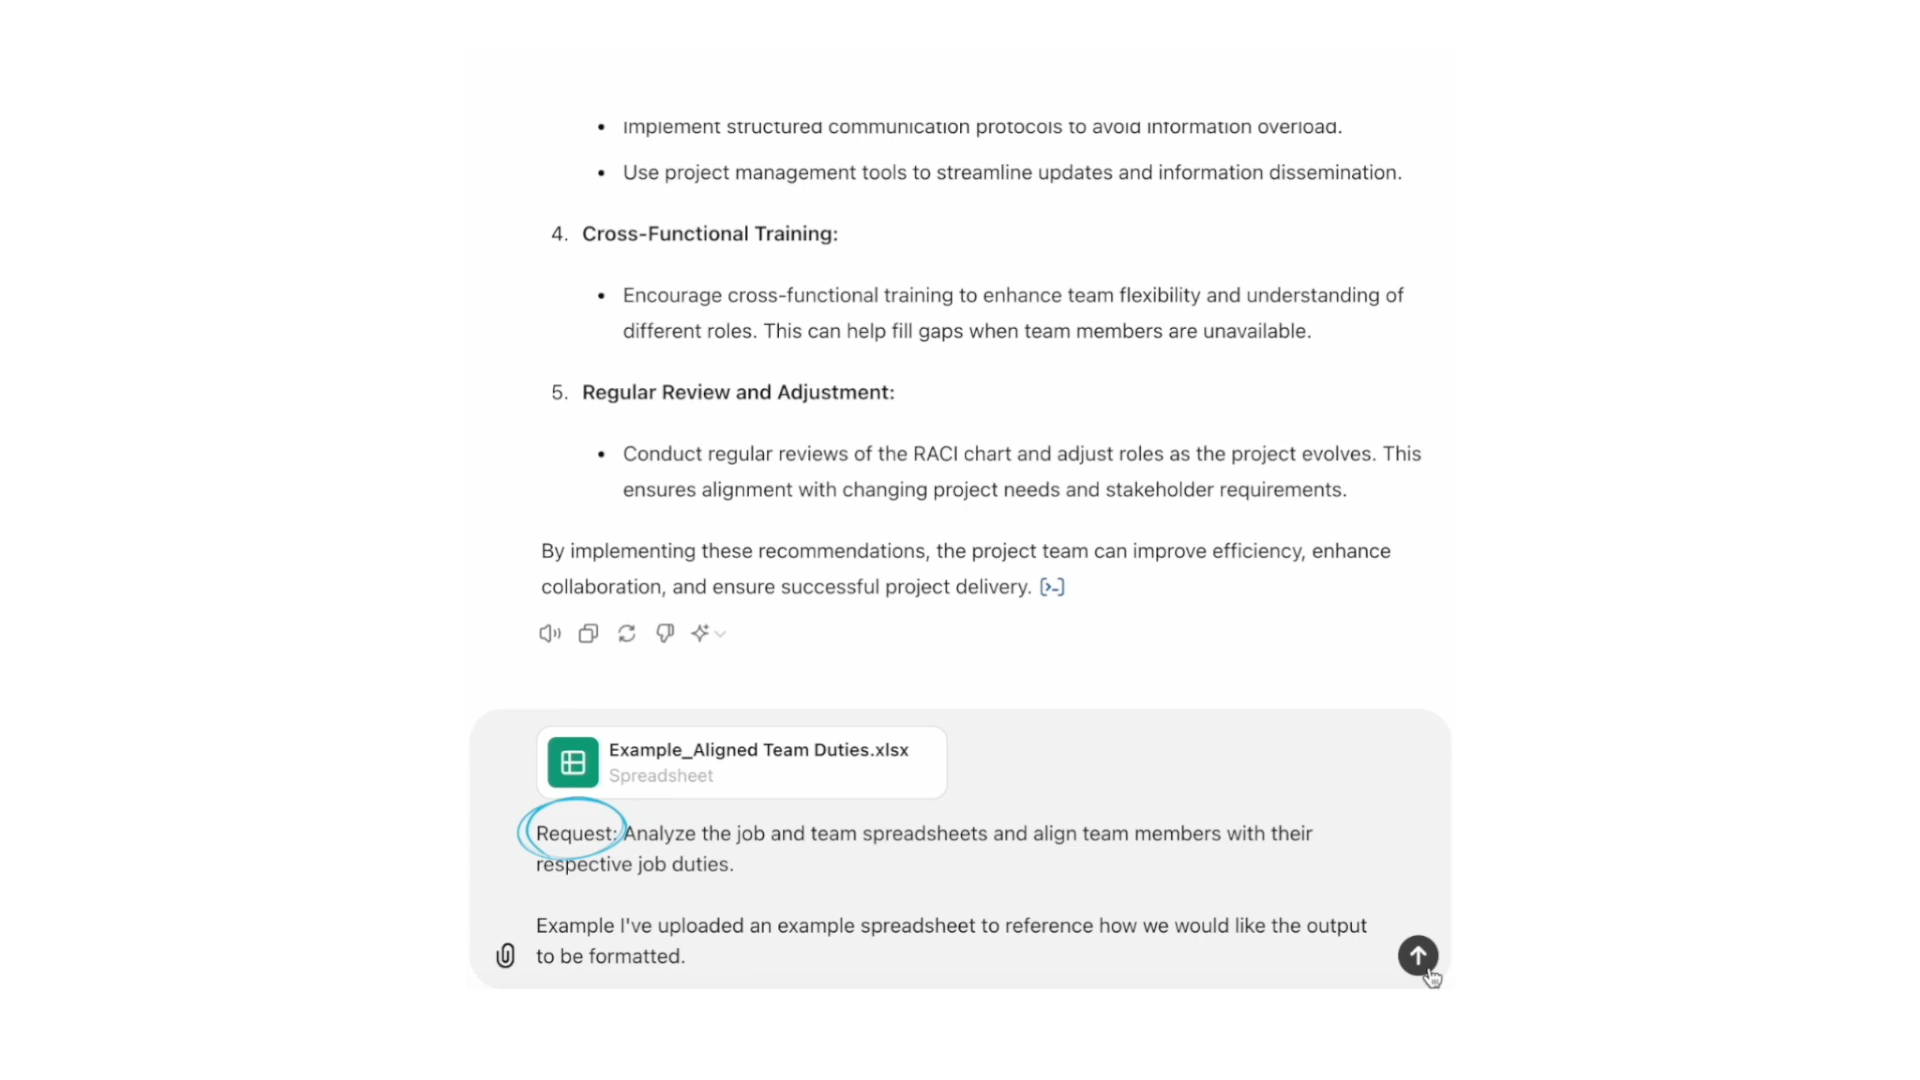 • Implement structured communication protocols to avoid information overload.
• Use project management tools to streamline updates and information dissemination.
4. Cross-Functional Training:
• Encourage cross-functional training to enhance team flexibility and understanding of
different roles. This can help fill gaps when team members are unavailable.
5. Regular Review and Adjustment:
• Conduct regular reviews of the RACI chart and adjust roles as the project evolves. This
ensures alignment with changing project needs and stakeholder requirements.
By implementing these recommendations, the project team can improve efficiency, enhance
collaboration, and ensure successful project delivery. [>-]
Example_Aligned Team Duties.xlsx
Spreadsheet
Request: Analyze the job and team spreadsheets and align team members with their
respective job duties.
Example I've uploaded an example spreadsheet to reference how we would like the output
to be formatted.